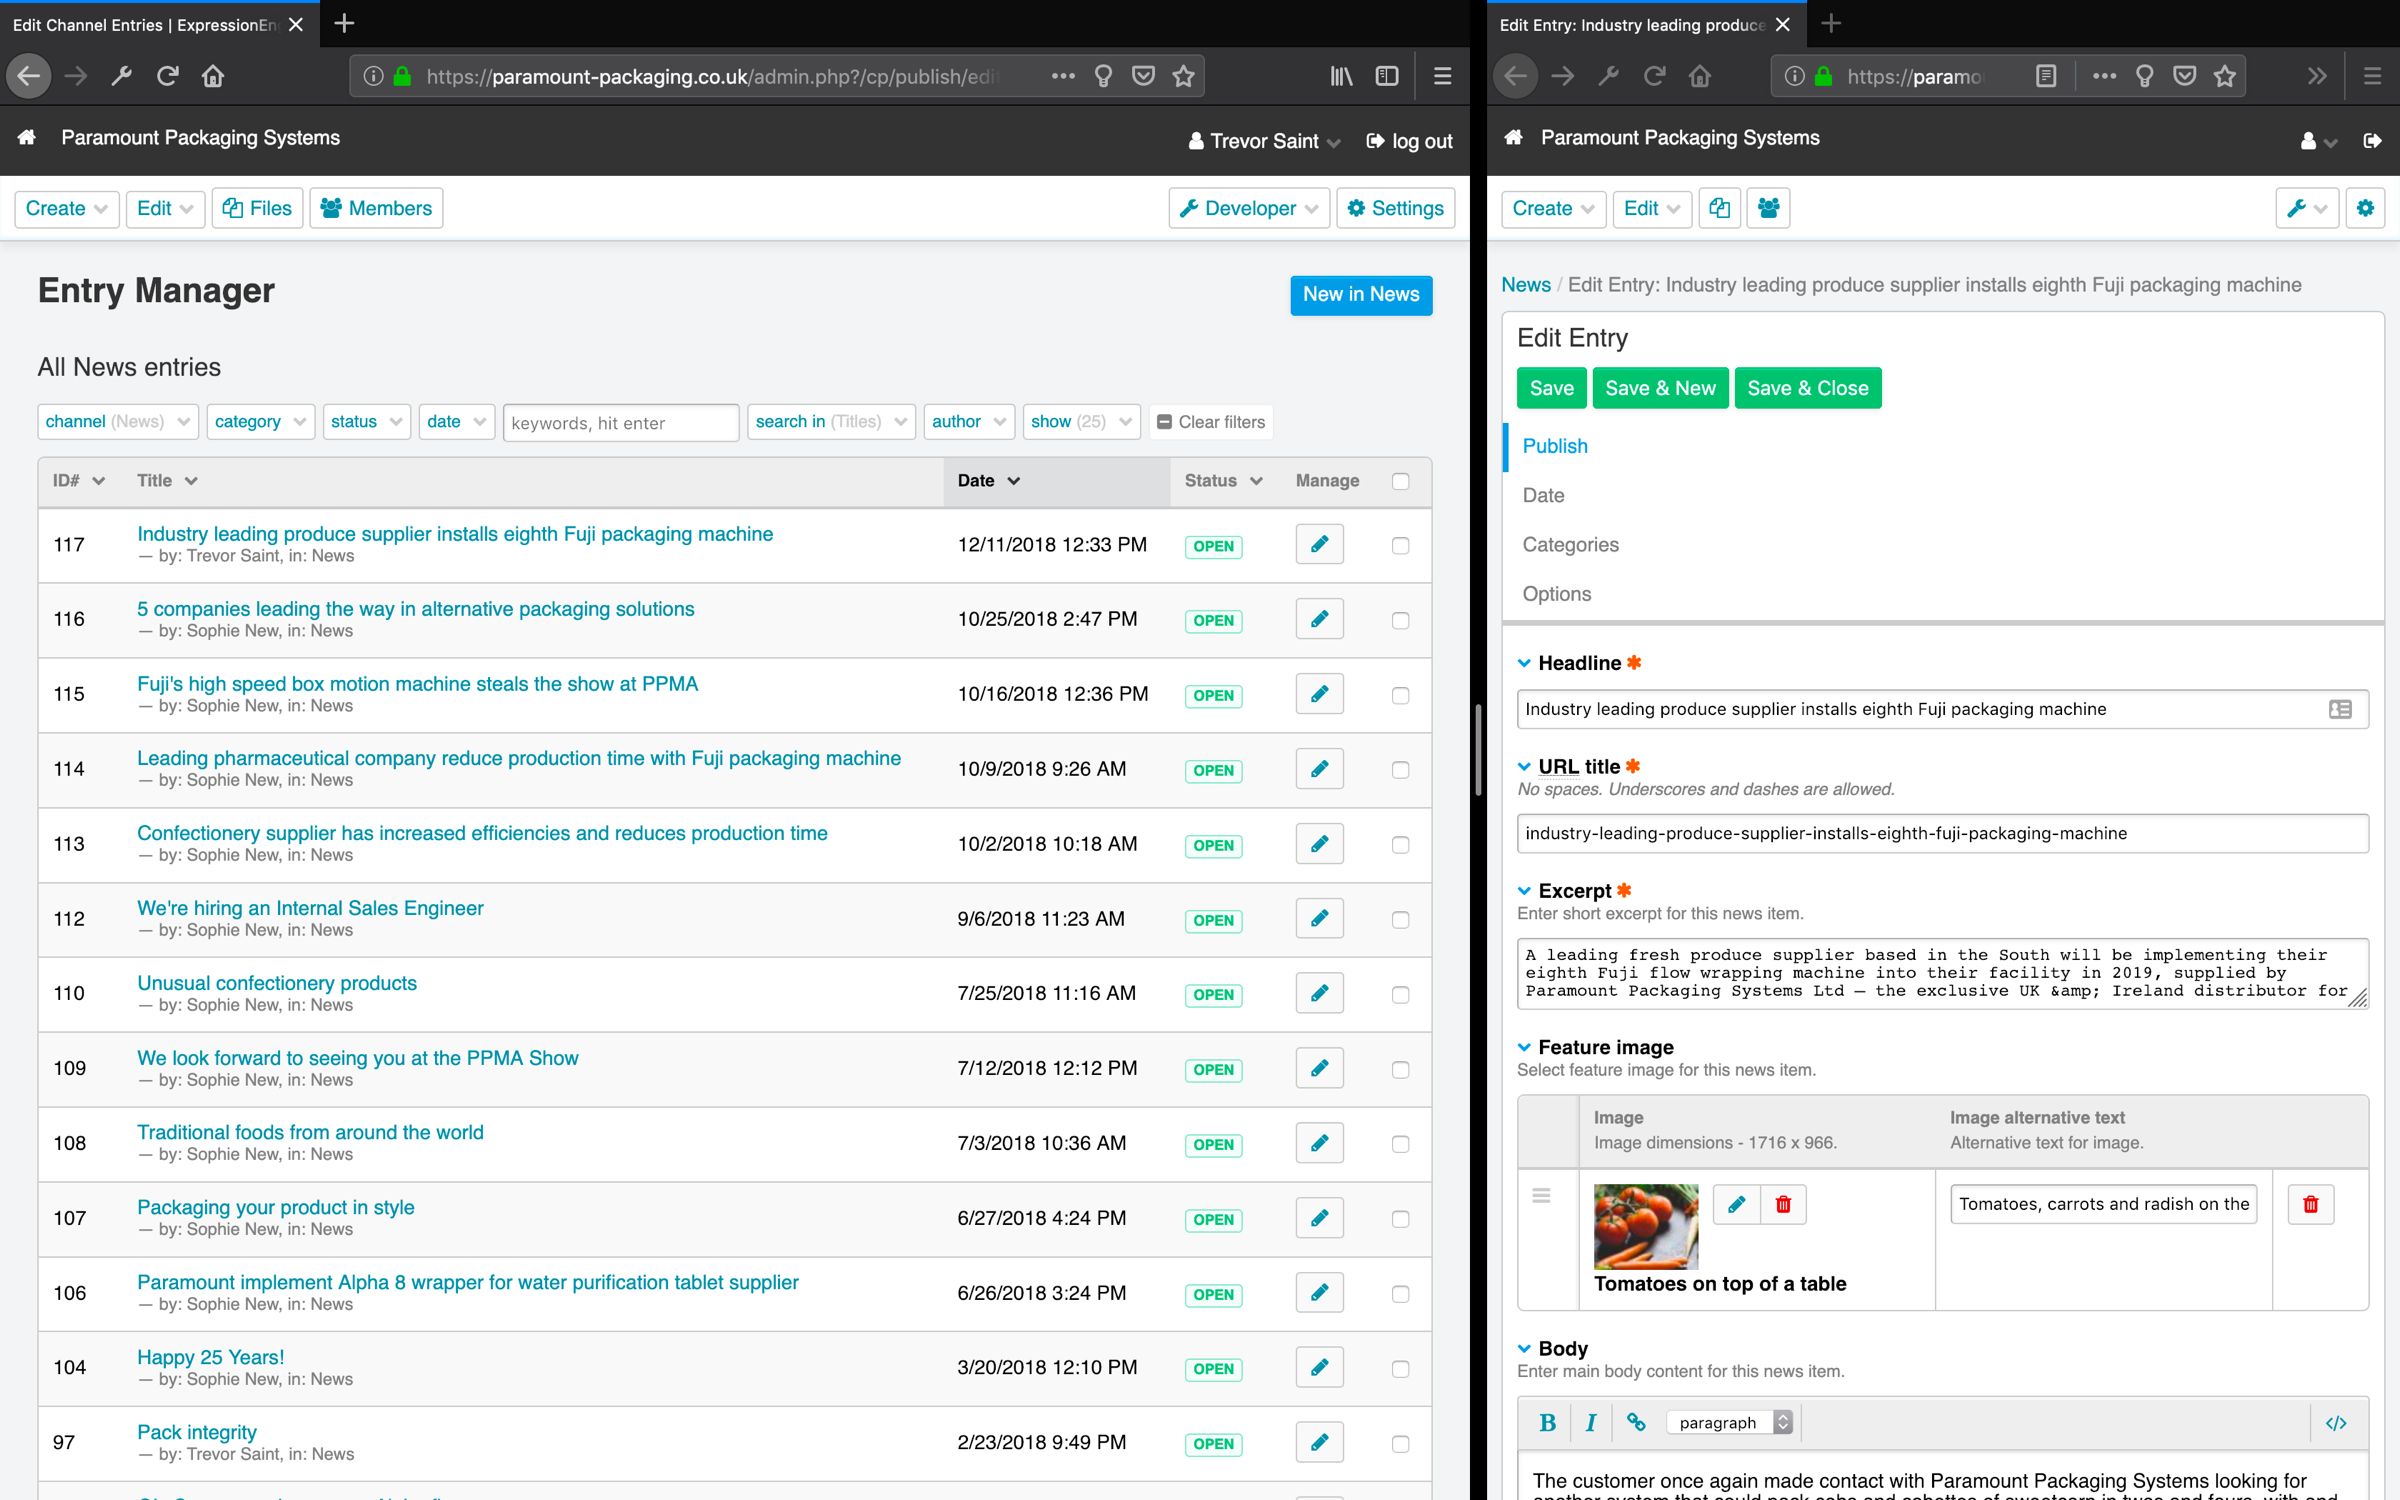 Edit Channel Entries | ExpressionEn
https://paramount-packaging.co.uk/admin.php?/cp/publish/edi
Paramount Packaging Systems
Trevor Saint
log out
Create
Edit
Files
Members
Developer
Settings
Entry Manager
New in News
All News entries
channel (News)
category
status
date
keywords, hit enter
search in (Titles)
author
show (25)
Clear filters
ID# Title Date Status Manage
117 Industry leading produce supplier installs eighth Fuji packaging machine 12/11/2018 12:33 PM OPEN
— by: Trevor Saint, in: News
116 5 companies leading the way in alternative packaging solutions 10/25/2018 2:47 PM OPEN
— by: Sophie New, in: News
115 Fuji's high speed box motion machine steals the show at PPMA 10/16/2018 12:36 PM OPEN
— by: Sophie New, in: News
114 Leading pharmaceutical company reduce production time with Fuji packaging machine 10/9/2018 9:26 AM OPEN
— by: Sophie New, in: News
113 Confectionery supplier has increased efficiencies and reduces production time 10/2/2018 10:18 AM OPEN
— by: Sophie New, in: News
112 We're hiring an Internal Sales Engineer 9/6/2018 11:23 AM OPEN
— by: Sophie New, in: News
110 Unusual confectionery products 7/25/2018 11:16 AM OPEN
— by: Sophie New, in: News
109 We look forward to seeing you at the PPMA Show 7/12/2018 12:12 PM OPEN
— by: Sophie New, in: News
108 Traditional foods from around the world 7/3/2018 10:36 AM OPEN
— by: Sophie New, in: News
107 Packaging your product in style 6/27/2018 4:24 PM OPEN
— by: Sophie New, in: News
106 Paramount implement Alpha 8 wrapper for water purification tablet supplier 6/26/2018 3:24 PM OPEN
— by: Sophie New, in: News
104 Happy 25 Years! 3/20/2018 12:10 PM OPEN
— by: Sophie New, in: News
97 Pack integrity 2/23/2018 9:49 PM OPEN
— by: Trevor Saint, in: News
Edit Entry: Industry leading produce
https://paramo
Paramount Packaging Systems
Create
Edit
News / Edit Entry: Industry leading produce supplier installs eighth Fuji packaging machine
Edit Entry
Save
Save & New
Save & Close
Publish
Date
Categories
Options
Headline *
Industry leading produce supplier installs eighth Fuji packaging machine
URL title *
No spaces. Underscores and dashes are allowed.
industry-leading-produce-supplier-installs-eighth-fuji-packaging-machine
Excerpt *
Enter short excerpt for this news item.
A leading fresh produce supplier based in the South will be implementing their
eighth Fuji flow wrapping machine into their facility in 2019, supplied by
Paramount Packaging Systems Ltd – the exclusive UK &amp; Ireland distributor for
Feature image
Select feature image for this news item.
Image Image alternative text
Image dimensions - 1716 x 966. Alternative text for image.
Tomatoes, carrots and radish on the
Tomatoes on top of a table
Body
Enter main body content for this news item.
B I paragraph </>
The customer once again made contact with Paramount Packaging Systems looking for